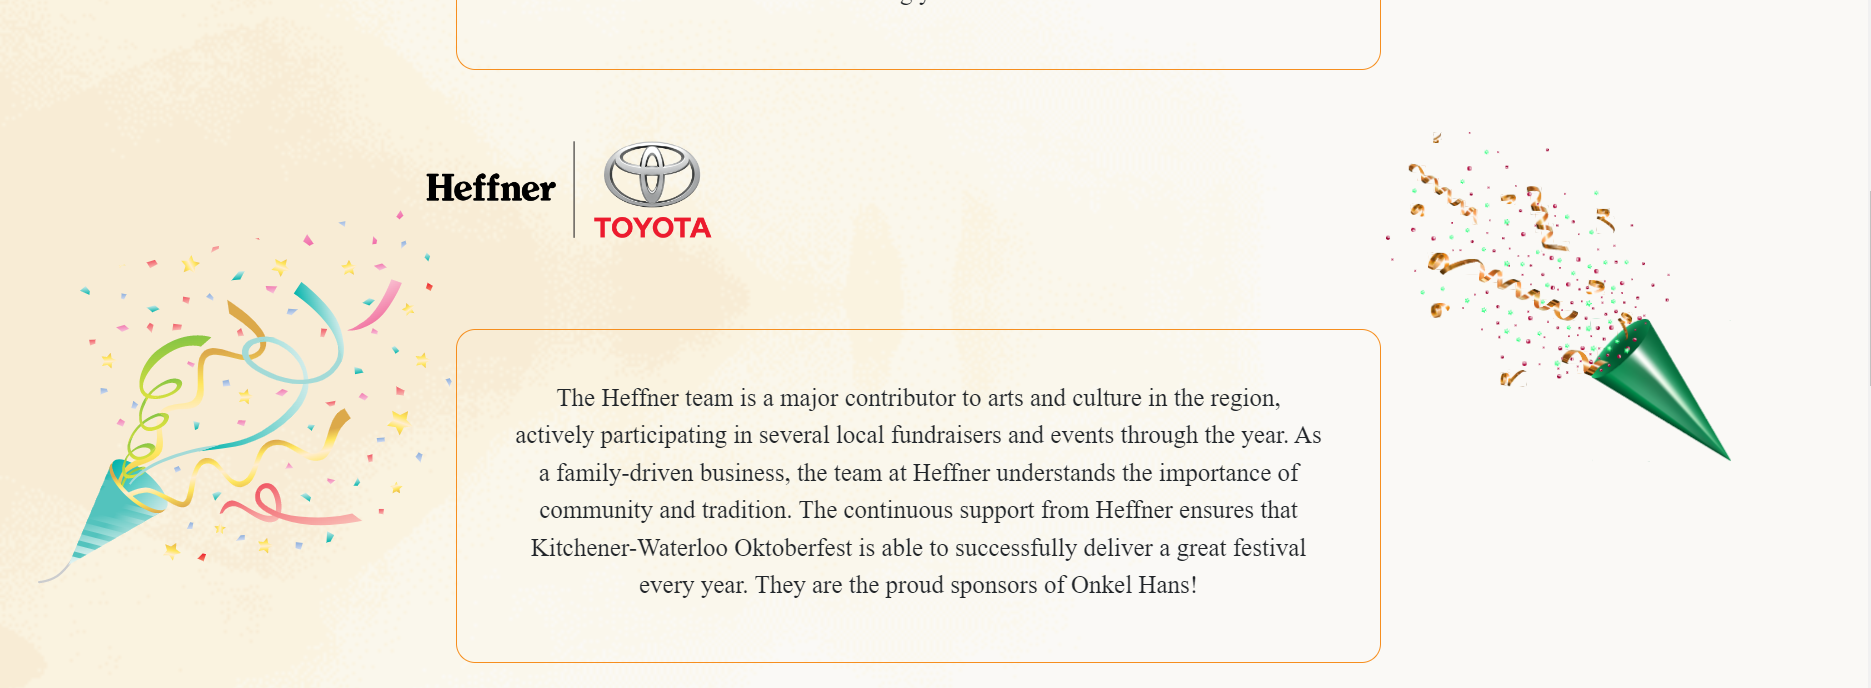 Heffner
TOYOTA
The Heffner team is a major contributor to arts and culture in the region,
actively participating in several local fundraisers and events through the year. As
a family-driven business, the team at Heffner understands the importance of
community and tradition. The continuous support from Heffner ensures that
Kitchener-Waterloo Oktoberfest is able to successfully deliver a great festival
every year. They are the proud sponsors of Onkel Hans!